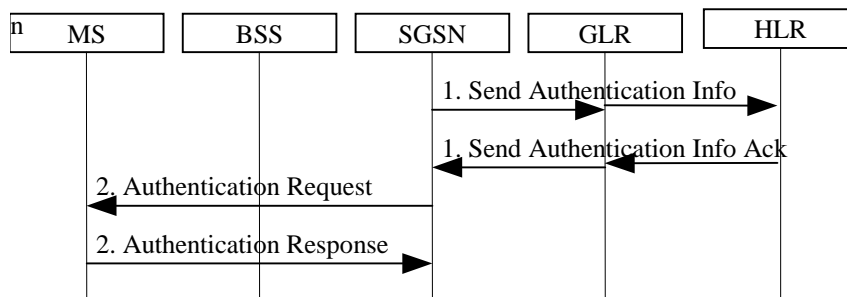 n
MS
BSS
SGSN
GLR
HLR
1. Send Authentication Info
1. Send Authentication Info Ack
2. Authentication Request
2. Authentication Response